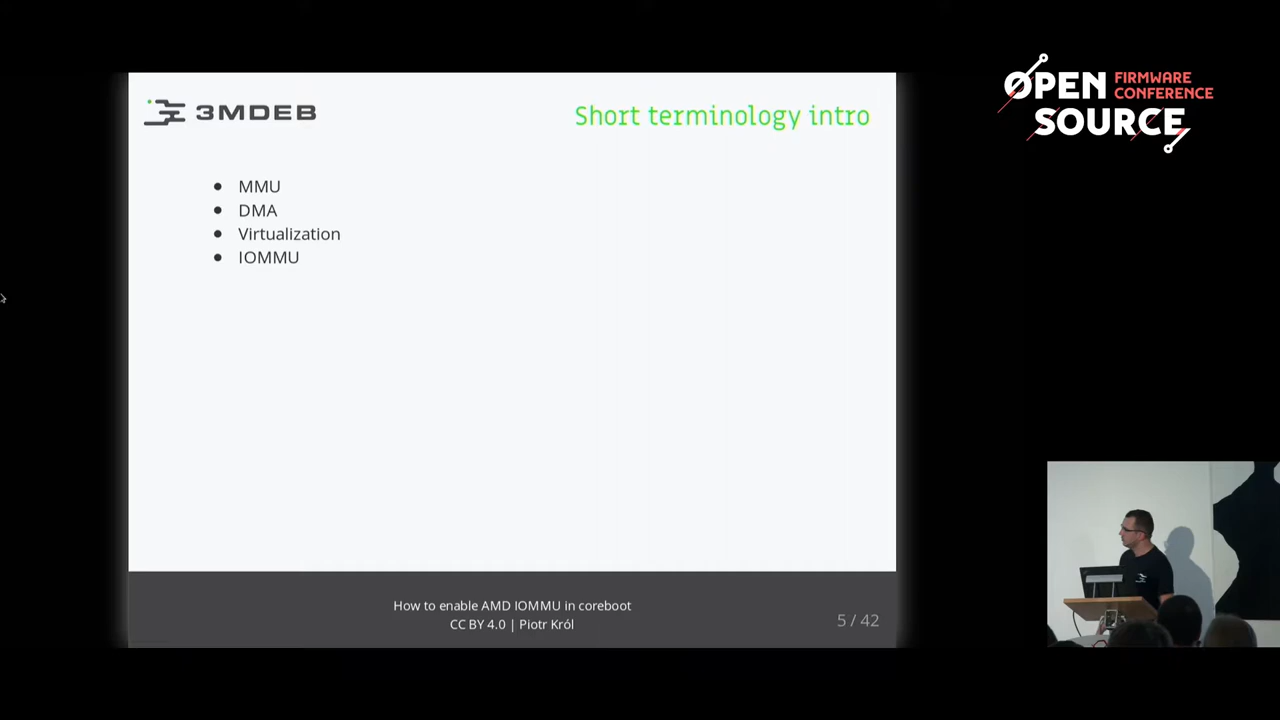 3MDEB
Short terminology intro
MMU
DMA
Virtualization
IOMMU
How to enable AMD IOMMU in coreboot
CC BY 4.0 | Piotr Król
5 / 42
OPEN
FIRMWARE
CONFERENCE
SOURCE